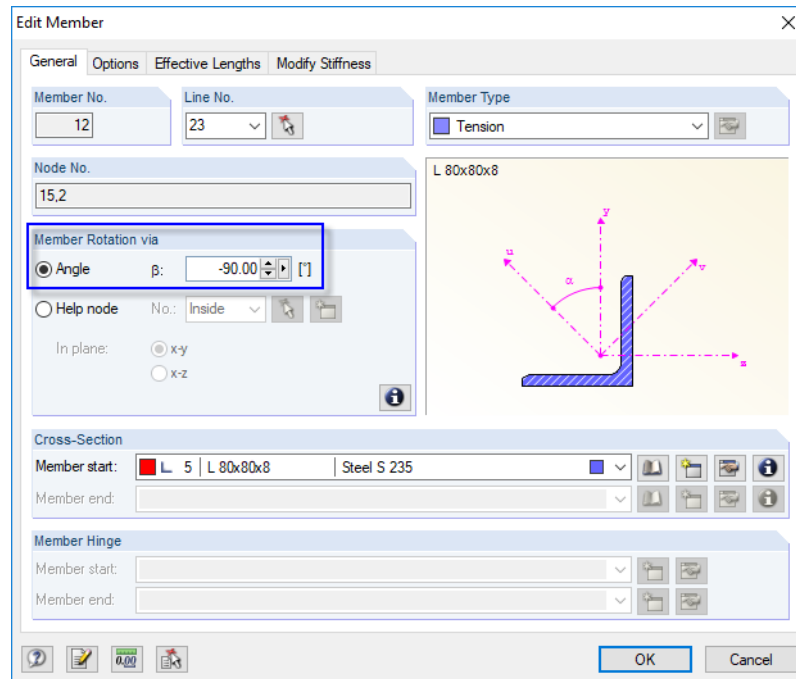 Edit Member
General Options Effective Lengths Modify Stiffness
Member No. Line No. Member Type
12 23 Tension
Node No.
15,2
L 80x80x8
Member Rotation via
Angle β: -90.00 [°]
Help node No.: Inside
In plane: x-y
x-z
y
u
α
v
z
Cross-Section
Member start: 5 L 80x80x8 Steel S 235
Member end:
Member Hinge
Member start:
Member end:
0.00
OK Cancel